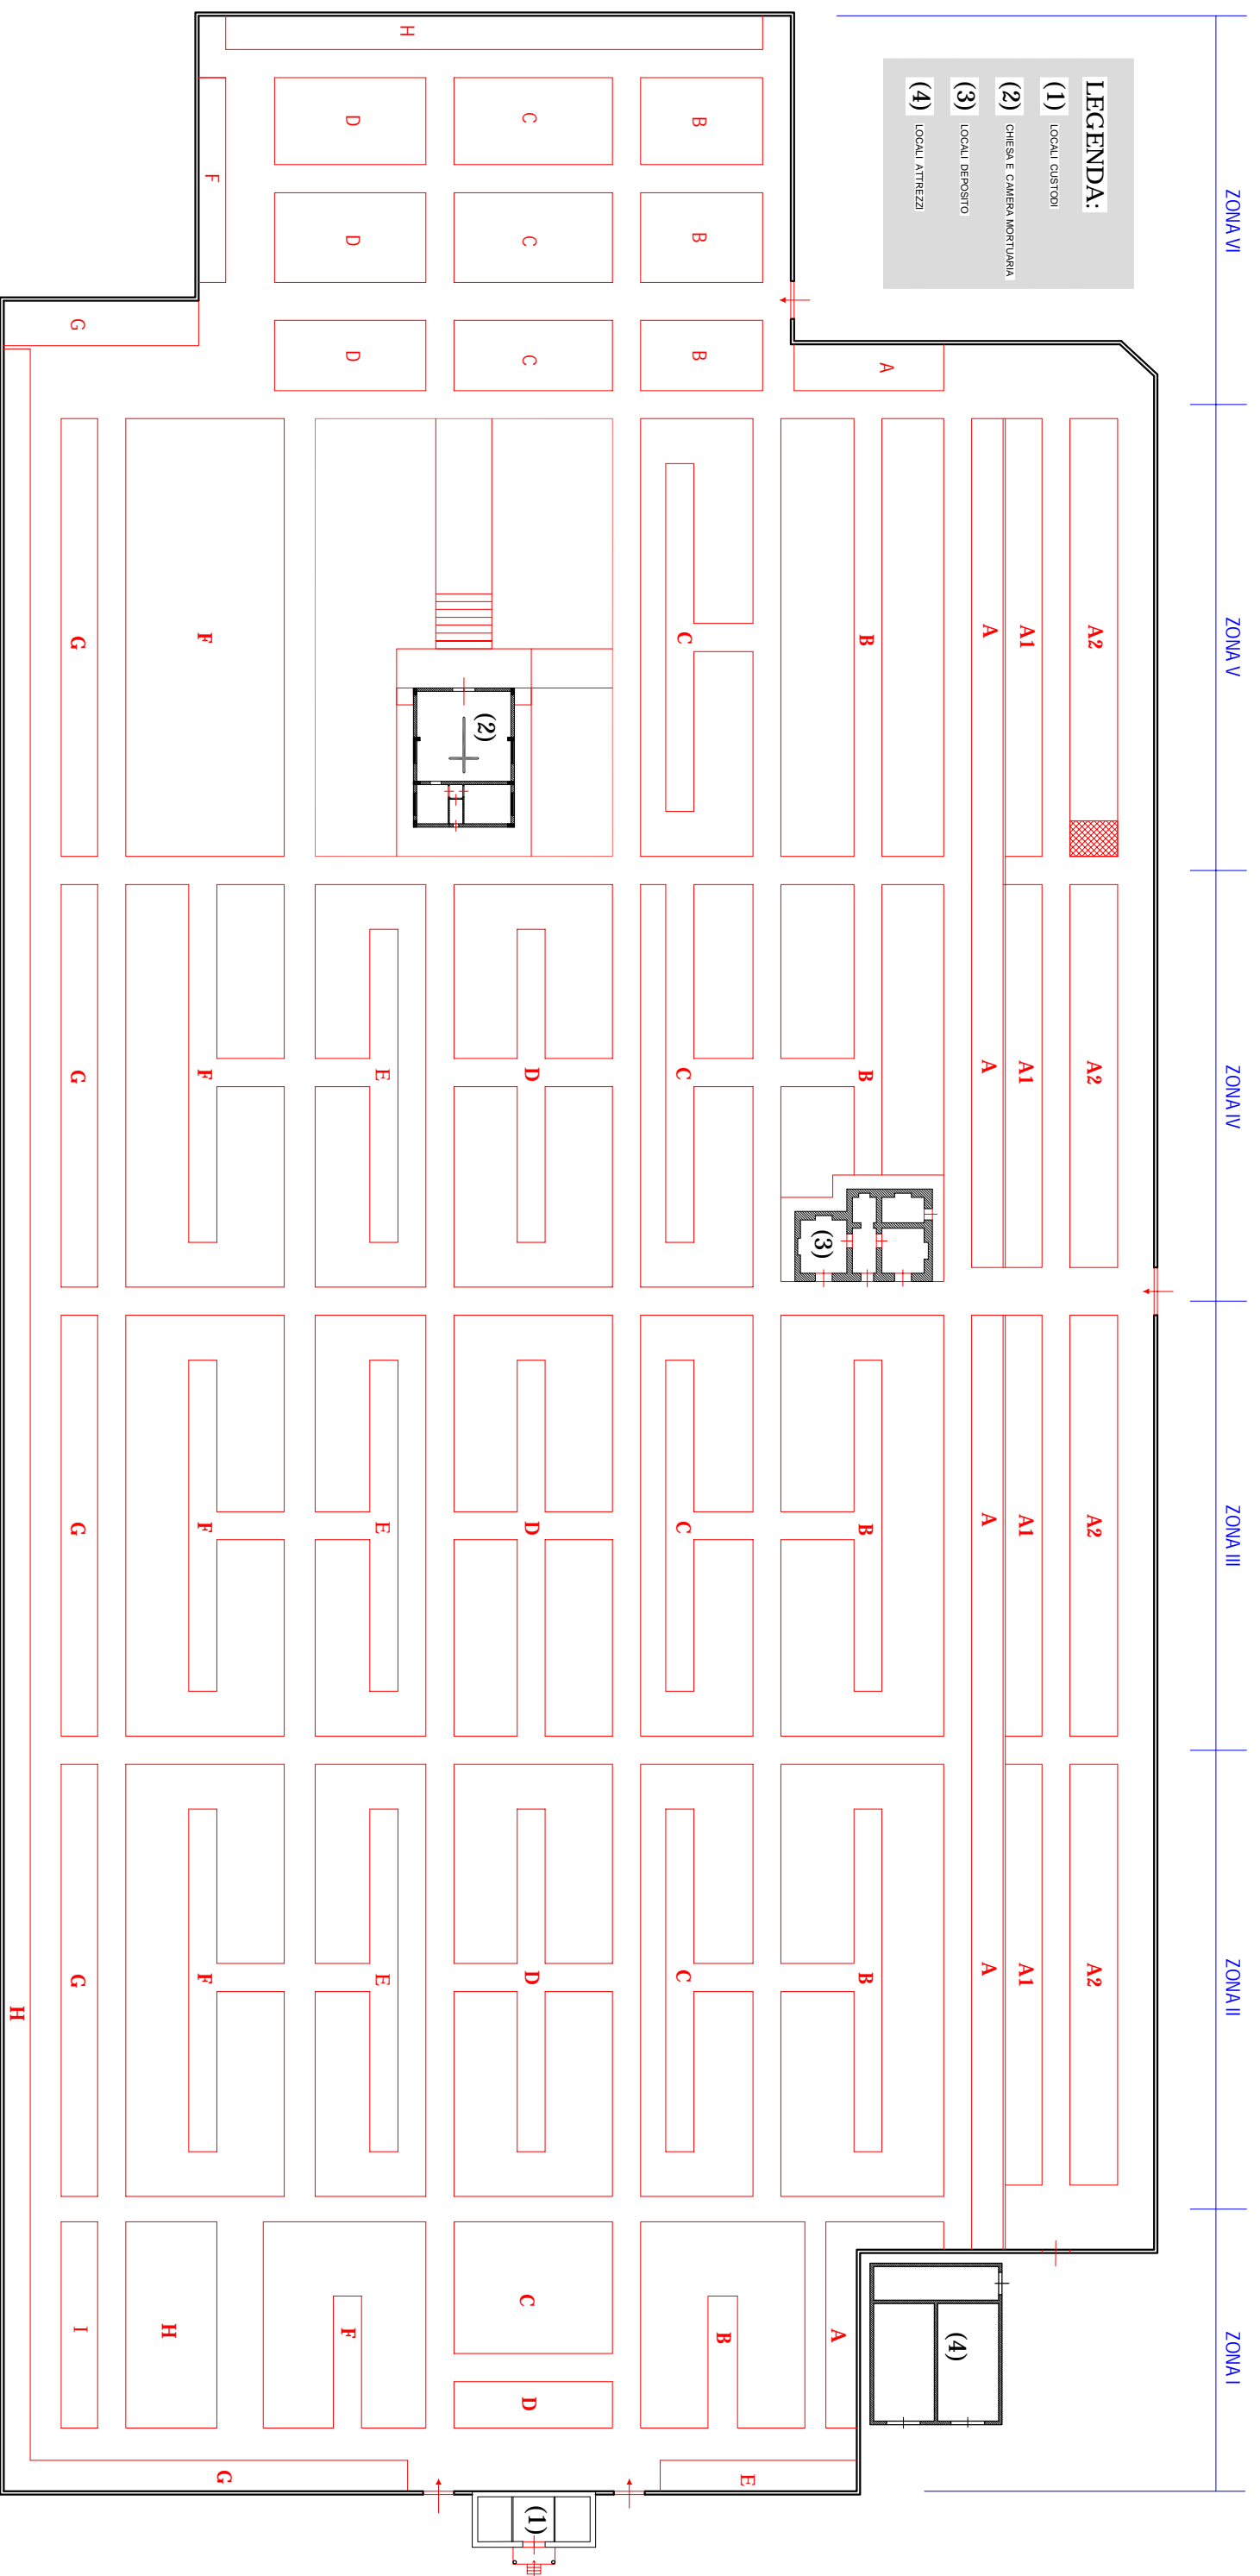 LEGENDA:
(1) LOCALI CUSTODI
(2) CHIESA E CAMERA MORTUARIA
(3) LOCALI DEPOSITO
(4) LOCALI ATTREZZI
ZONA VI
ZONA V
ZONA IV
ZONA III
ZONA II
ZONA I
H
D C B
F
D C B
G
D C B A
G F C B A A1 A2
(2)
G F E D C B A A1 A2
(3)
G F E D C B A A1 A2
G F E D C B A A1 A2
H
I H F C B A
(4)
D
G E
(1)